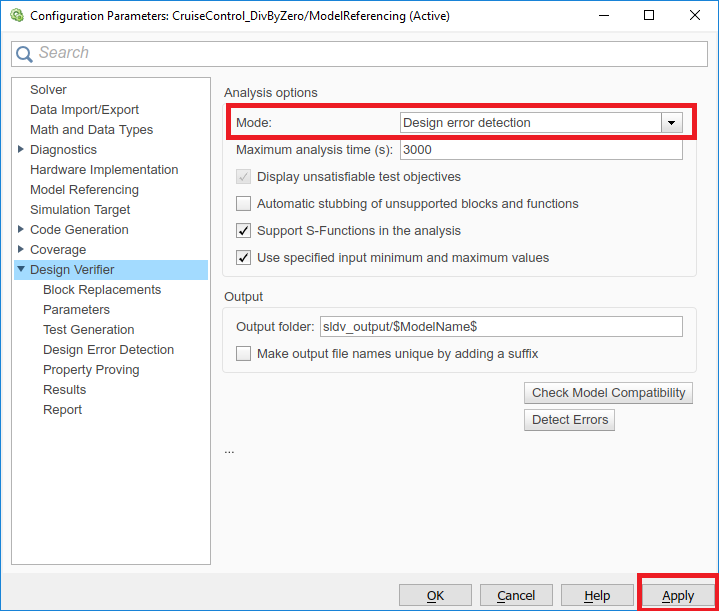 Configuration Parameters: CruiseControl_DivByZero/ModelReferencing (Active)
Search
Solver
Data Import/Export
Math and Data Types
Diagnostics
Hardware Implementation
Model Referencing
Simulation Target
Code Generation
Coverage
Design Verifier
Block Replacements
Parameters
Test Generation
Design Error Detection
Property Proving
Results
Report
Analysis options
Mode: Design error detection
Maximum analysis time (s): 3000
Display unsatisfiable test objectives
Automatic stubbing of unsupported blocks and functions
Support S-Functions in the analysis
Use specified input minimum and maximum values
Output
Output folder: sldv_output/$ModelName$
Make output file names unique by adding a suffix
Check Model Compatibility
Detect Errors
...
OK Cancel Help Apply